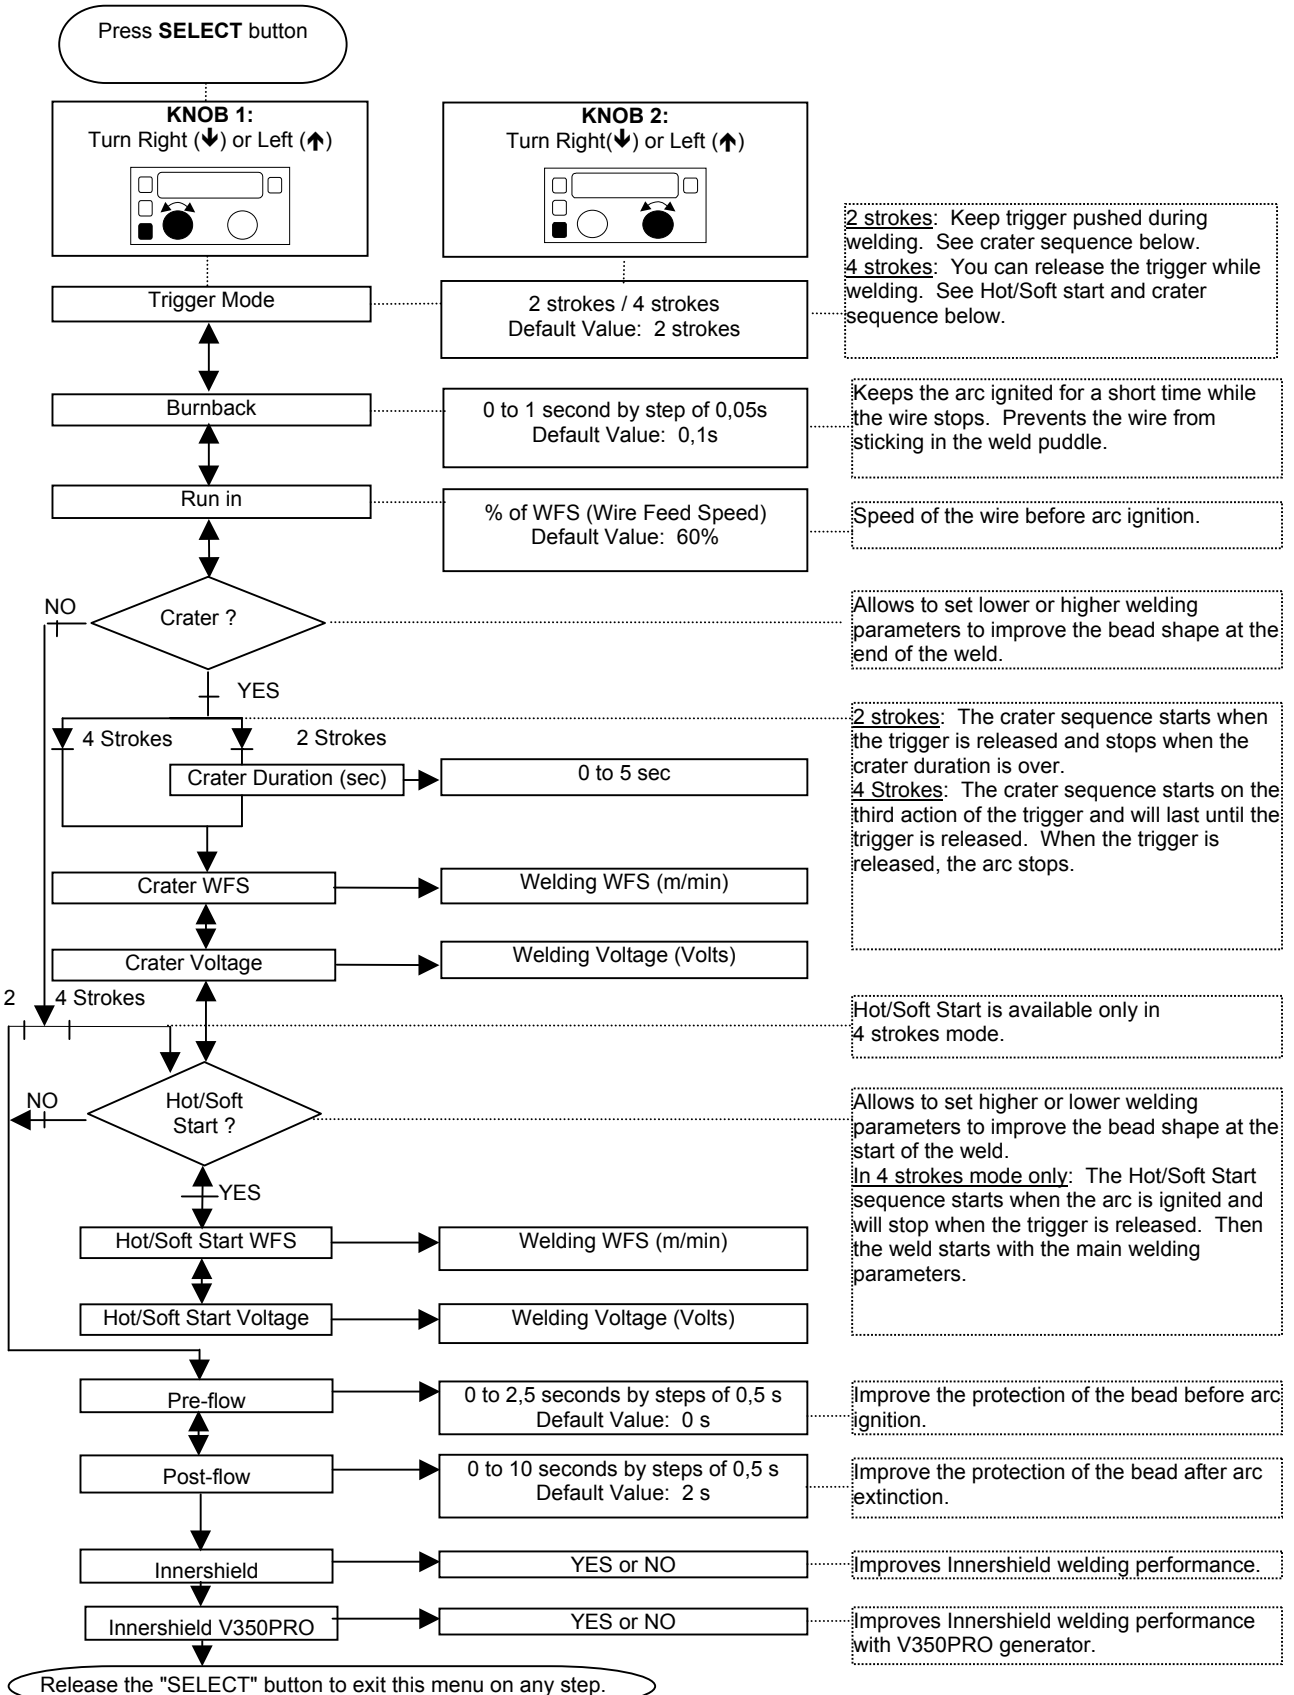 Press SELECT button
KNOB 1:
Turn Right (🡻) or Left (🡹)
KNOB 2:
Turn Right(🡻) or Left (🡹)
2 strokes: Keep trigger pushed during
welding. See crater sequence below.
4 strokes: You can release the trigger while
welding. See Hot/Soft start and crater
sequence below.
Trigger Mode
2 strokes / 4 strokes
Default Value: 2 strokes
Burnback
0 to 1 second by step of 0,05s
Default Value: 0,1s
Keeps the arc ignited for a short time while
the wire stops. Prevents the wire from
sticking in the weld puddle.
Run in
% of WFS (Wire Feed Speed)
Default Value: 60%
Speed of the wire before arc ignition.
NO
Crater ?
Allows to set lower or higher welding
parameters to improve the bead shape at the
end of the weld.
YES
4 Strokes
2 Strokes
2 strokes: The crater sequence starts when
the trigger is released and stops when the
crater duration is over.
4 Strokes: The crater sequence starts on the
third action of the trigger and will last until the
trigger is released. When the trigger is
released, the arc stops.
Crater Duration (sec)
0 to 5 sec
Crater WFS
Welding WFS (m/min)
Crater Voltage
Welding Voltage (Volts)
2
4 Strokes
Hot/Soft Start is available only in
4 strokes mode.
NO
Hot/Soft
Start ?
Allows to set higher or lower welding
parameters to improve the bead shape at the
start of the weld.
In 4 strokes mode only: The Hot/Soft Start
sequence starts when the arc is ignited and
will stop when the trigger is released. Then
the weld starts with the main welding
parameters.
YES
Hot/Soft Start WFS
Welding WFS (m/min)
Hot/Soft Start Voltage
Welding Voltage (Volts)
Pre-flow
0 to 2,5 seconds by steps of 0,5 s
Default Value: 0 s
Improve the protection of the bead before arc
ignition.
Post-flow
0 to 10 seconds by steps of 0,5 s
Default Value: 2 s
Improve the protection of the bead after arc
extinction.
Innershield
YES or NO
Improves Innershield welding performance.
Innershield V350PRO
YES or NO
Improves Innershield welding performance
with V350PRO generator.
Release the "SELECT" button to exit this menu on any step.